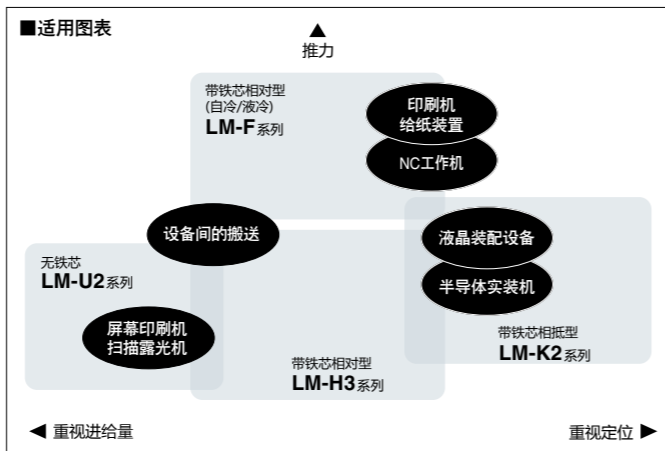 ■适用图表
▲
推力
带铁芯相对型
(自冷/液冷)
LM-F系列
印刷机
给纸装置
NC工作机
设备间的搬送
液晶装配设备
半导体实装机
无铁芯
LM-U2系列
屏幕印刷机
扫描露光机
带铁芯相对型
LM-H3系列
带铁芯相抵型
LM-K2系列
◀ 重视进给量
重视定位 ▶